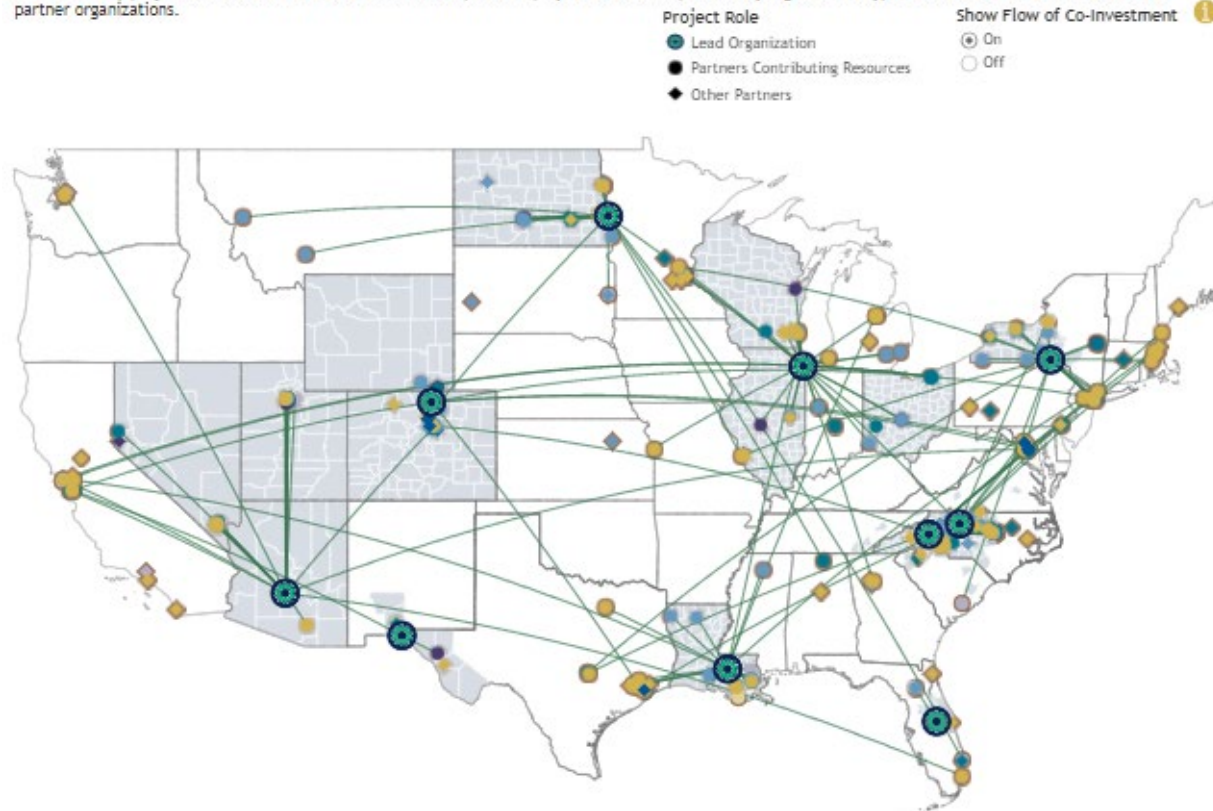 partner organizations.
Project Role
Lead Organization
Partners Contributing Resources
Other Partners
Show Flow of Co-Investment
On
Off